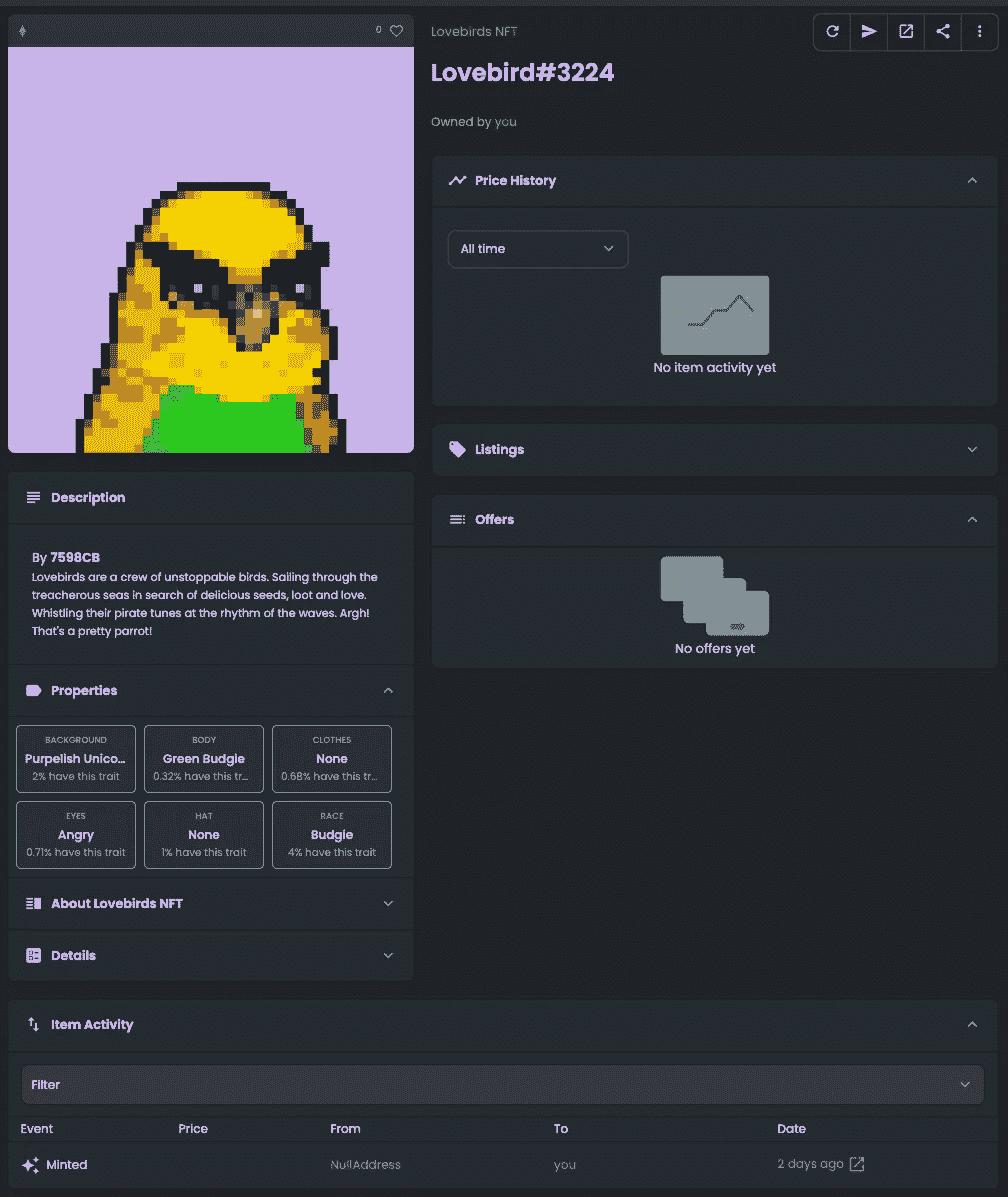 0
Lovebirds NFT
Lovebird#3224
Owned by you
Price History
All time
No item activity yet
Listings
Offers
No offers yet
Description
By 7598CB
Lovebirds are a crew of unstoppable birds. Sailing through the
treacherous seas in search of delicious seeds, loot and love.
Whistling their pirate tunes at the rhythm of the waves. Argh!
That's a pretty parrot!
Properties
BACKGROUND
Purpelish Unico...
2% have this trait
BODY
Green Budgie
0.32% have this tr...
CLOTHES
None
0.68% have this tr...
EYES
Angry
0.71% have this trait
HAT
None
1% have this trait
RACE
Budgie
4% have this trait
About Lovebirds NFT
Details
Item Activity
Filter
Event Price From To Date
Minted NullAddress you 2 days ago